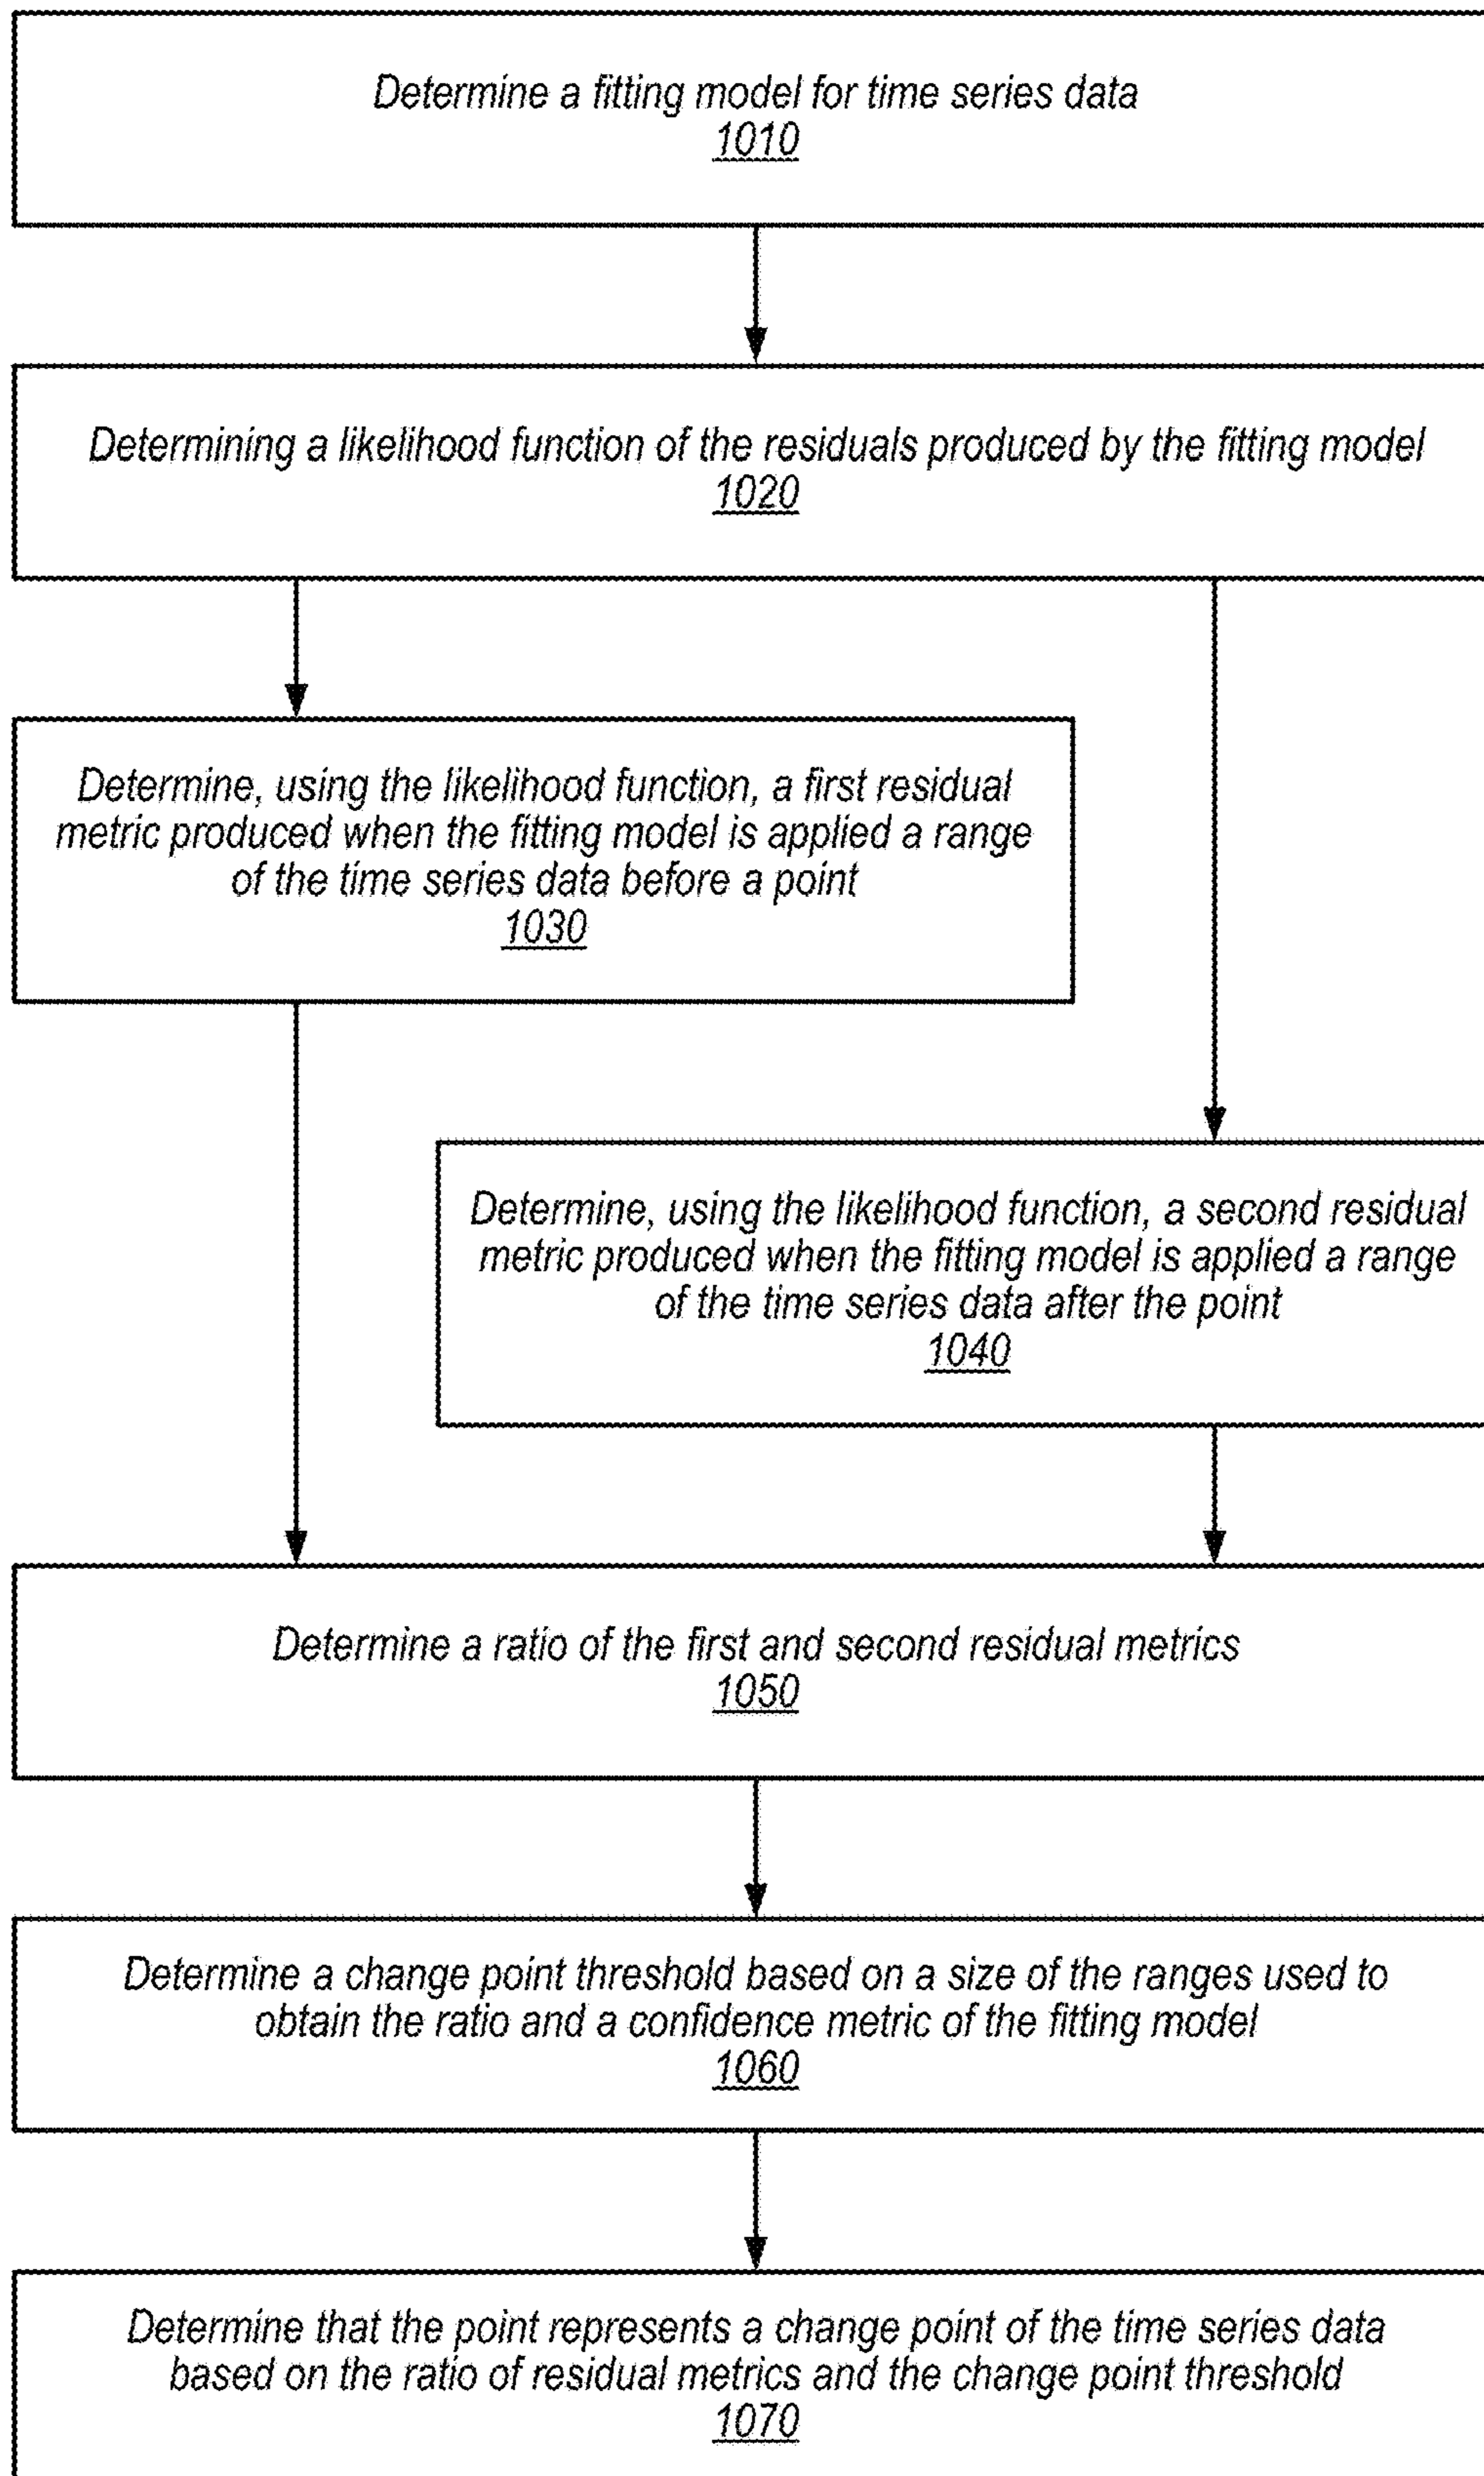 Determine a fitting model for time series data
1010
Determining a likelihood function of the residuals produced by the fitting model
1020
Determine, using the likelihood function, a first residual
metric produced when the fitting model is applied a range
of the time series data before a point
1030
Determine, using the likelihood function, a second residual
metric produced when the fitting model is applied a range
of the time series data after the point
1040
Determine a ratio of the first and second residual metrics
1050
Determine a change point threshold based on a size of the ranges used to
obtain the ratio and a confidence metric of the fitting model
1060
Determine that the point represents a change point of the time series data
based on the ratio of residual metrics and the change point threshold
1070